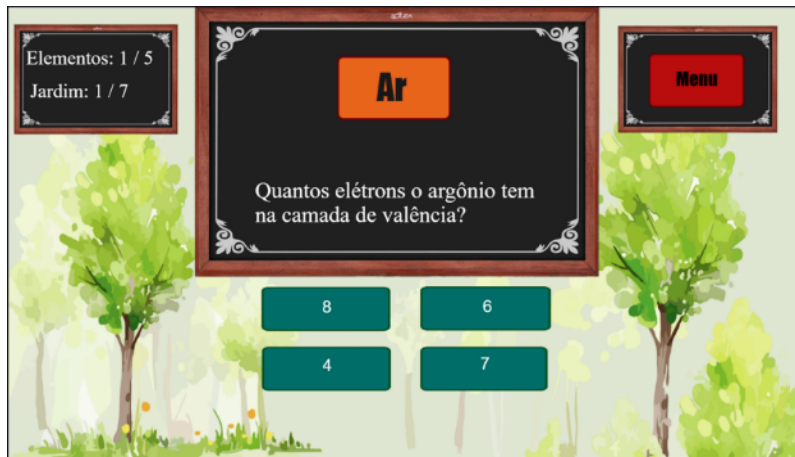 Elementos: 1 / 5
Jardim: 1 / 7
Ar
Menu
Quantos elétrons o argônio tem
na camada de valência?
8
6
4
7